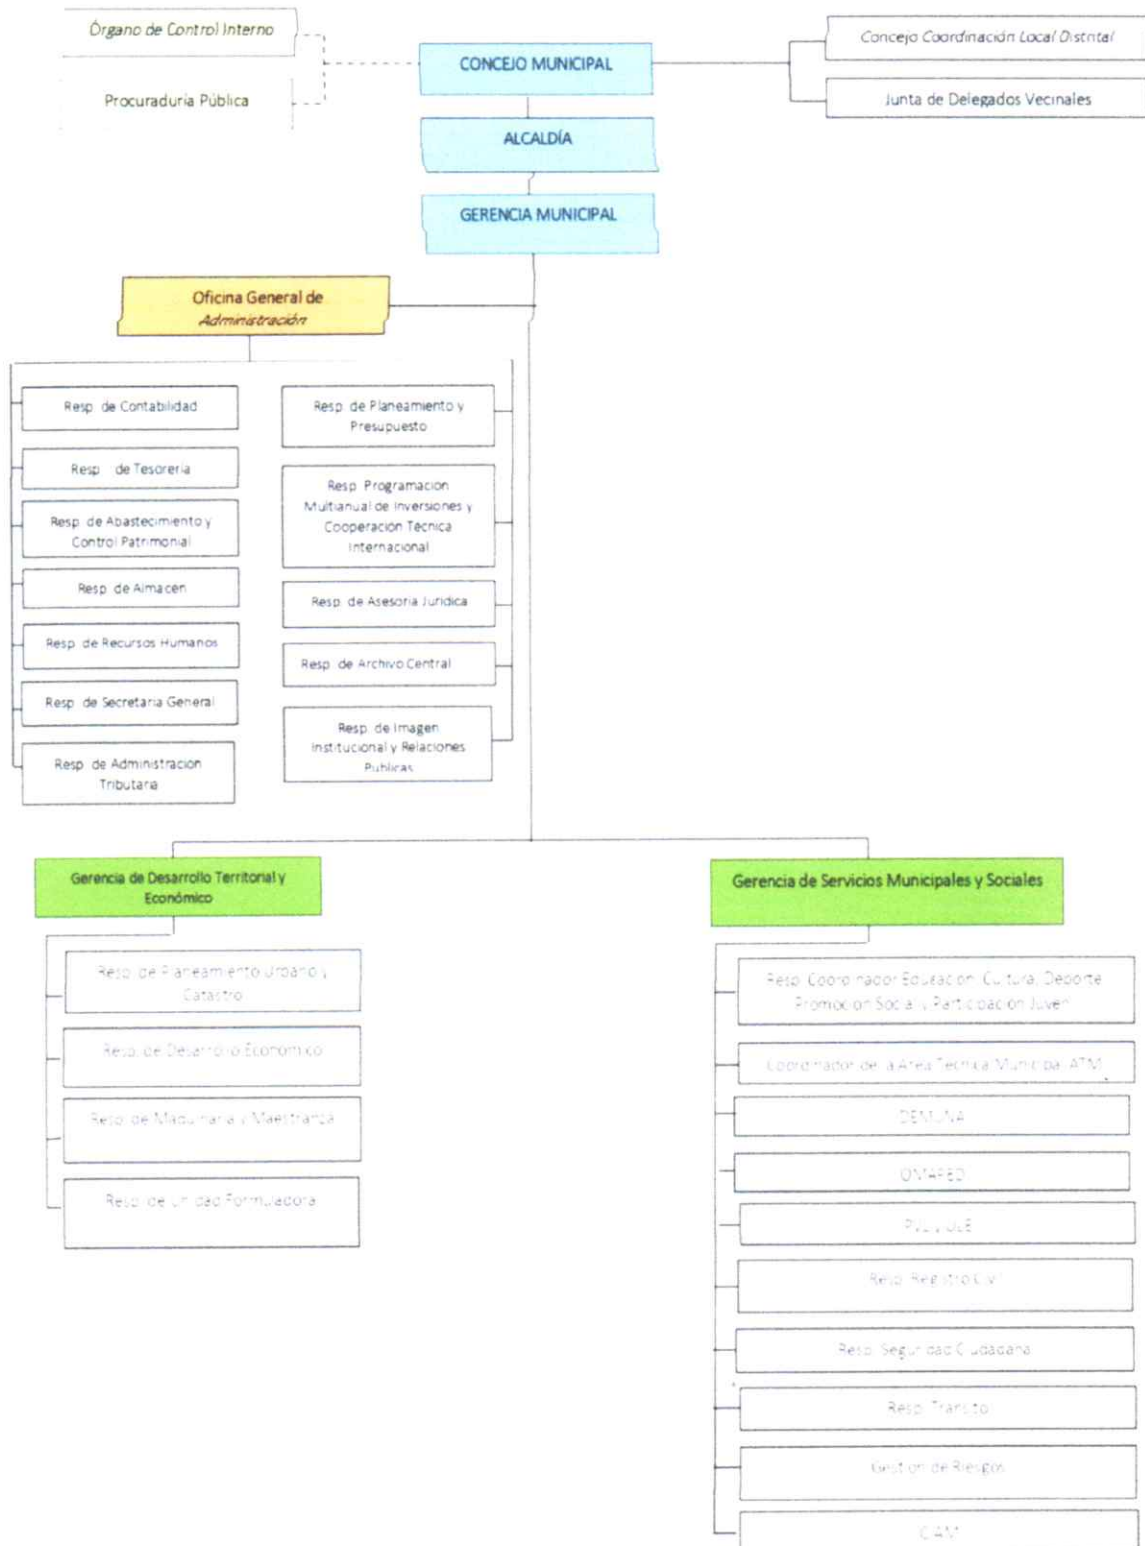 Órgano de Control Interno
Procuraduría Pública
CONCEJO MUNICIPAL
Concejo Coordinación Local Distrital
Junta de Delegados Vecinales
ALCALDÍA
GERENCIA MUNICIPAL
Oficina General de
Administración
Resp. de Contabilidad
Resp. de Tesorería
Resp. de Abastecimiento y
Control Patrimonial
Resp. de Almacen
Resp. de Recursos Humanos
Resp. de Secretaria General
Resp. de Administracion
Tributaria
Resp. de Planeamiento y
Presupuesto
Resp. Programacion
Multianual de Inversiones y
Cooperación Técnica
Internacional
Resp. de Asesoria Juridica
Resp. de Archivo Central
Resp. de Imagen
Institucional y Relaciones
Publicas
Gerencia de Desarrollo Territorial y
Económico
Resp. de Planeamiento Urbano y
Catastro
Resp. de Desarrollo Económico
Resp. de Maquinaria y Maestranza
Resp. de Unidad Formuladora
Gerencia de Servicios Municipales y Sociales
Resp. Coordinador Educacion, Cultura, Deporte
Promocion Social y Participacion Juvenil
Coordinador de la Area Tecnica Municipal ATM
DEMUNA
OMAPED
PVL y ULE
Resp. Registro Civil
Resp. Seguridad Ciudadana
Resp. Transito
Gestion de Riesgos
CIAM